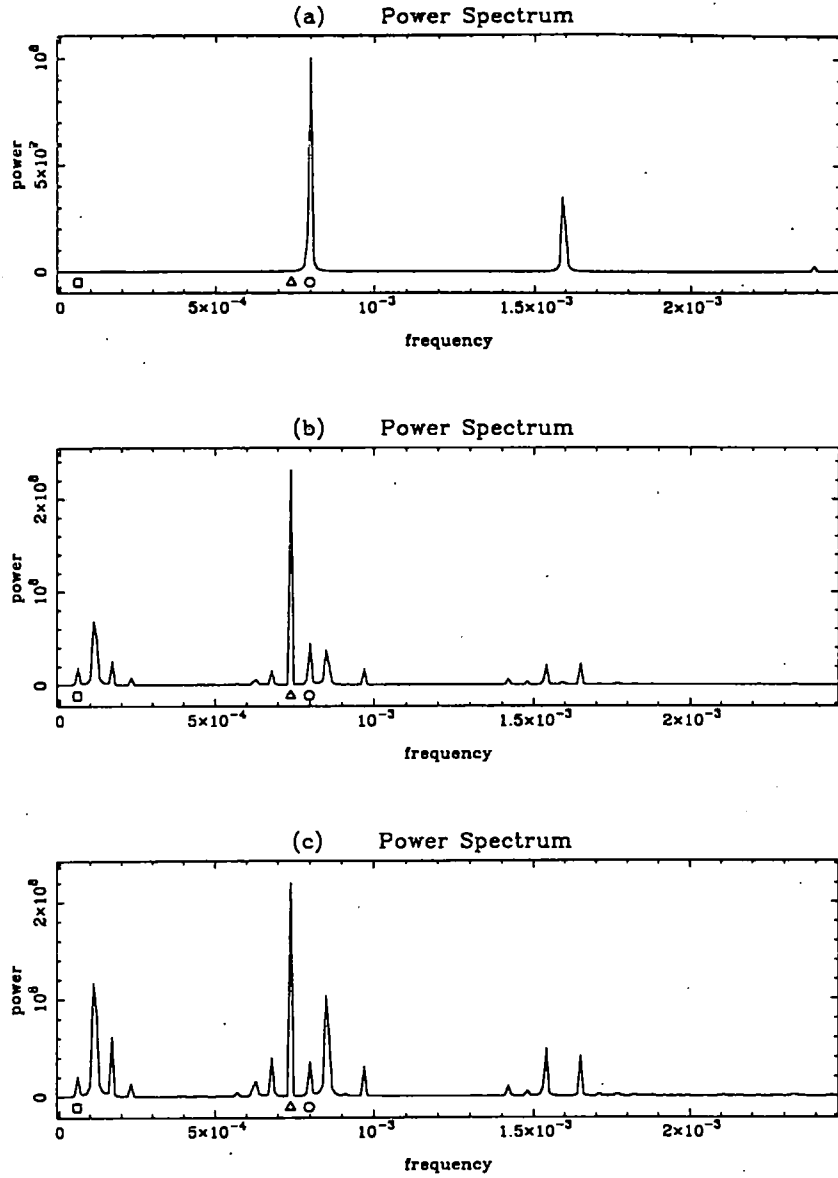 (a) Power Spectrum
power
10⁸
5×10⁷
0
0 5×10⁻⁴ 10⁻³ 1.5×10⁻³ 2×10⁻³
frequency
(b) Power Spectrum
power
2×10⁸
10⁸
0
0 5×10⁻⁴ 10⁻³ 1.5×10⁻³ 2×10⁻³
frequency
(c) Power Spectrum
power
2×10⁸
10⁸
0
0 5×10⁻⁴ 10⁻³ 1.5×10⁻³ 2×10⁻³
frequency